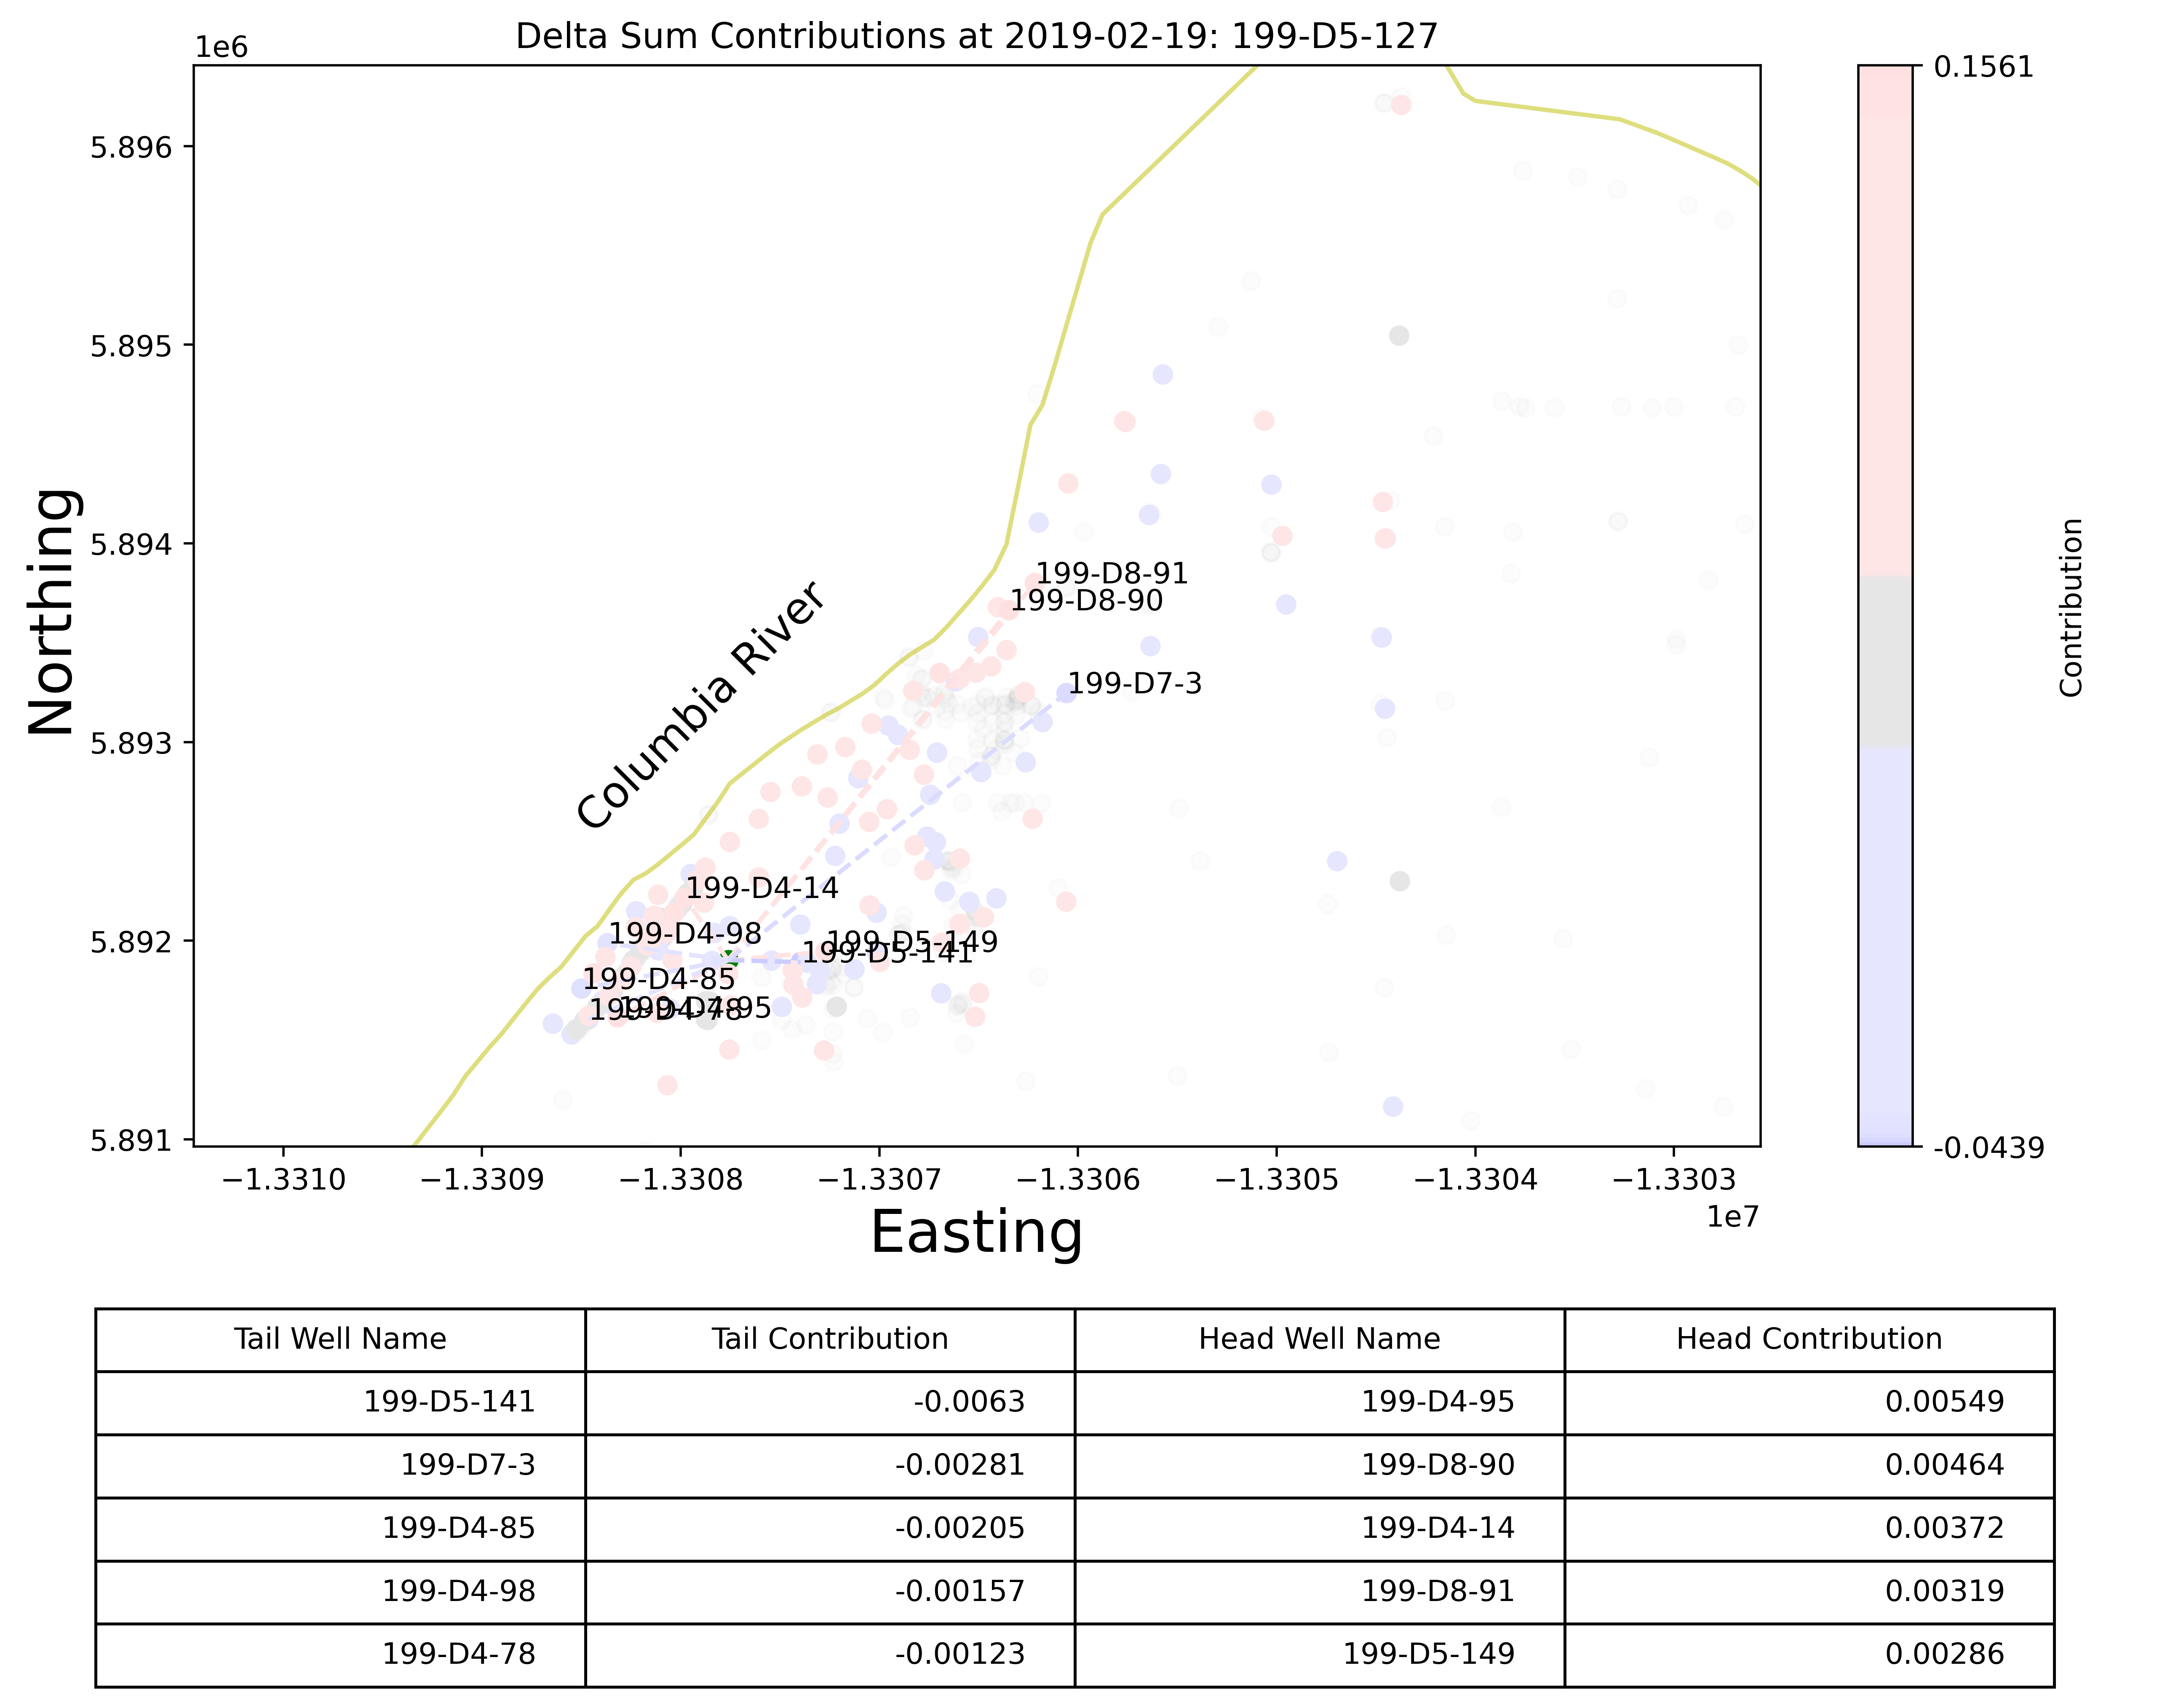 Delta Sum Contributions at 2019-02-19: 199-D5-127
1e6
0.1561
5.896
5.895
5.894
5.893
5.892
5.891
Northing
Columbia River
199-D8-91
199-D8-90
199-D7-3
199-D4-14
199-D4-98
199-D5-149
199-D5-141
199-D4-85
199-D4-95
199-D4-78
Contribution
-0.0439
−1.3310 −1.3309 −1.3308 −1.3307 −1.3306 −1.3305 −1.3304 −1.3303
1e7
Easting
Tail Well Name Tail Contribution Head Well Name Head Contribution
199-D5-141 -0.0063 199-D4-95 0.00549
199-D7-3 -0.00281 199-D8-90 0.00464
199-D4-85 -0.00205 199-D4-14 0.00372
199-D4-98 -0.00157 199-D8-91 0.00319
199-D4-78 -0.00123 199-D5-149 0.00286